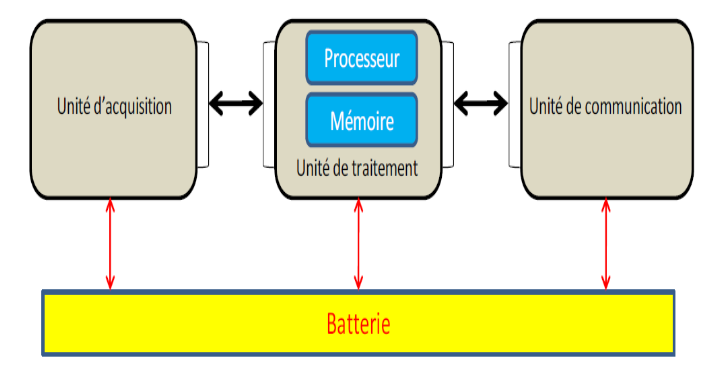 Unité d'acquisition
Processeur
Mémoire
Unité de traitement
Unité de communication
Batterie